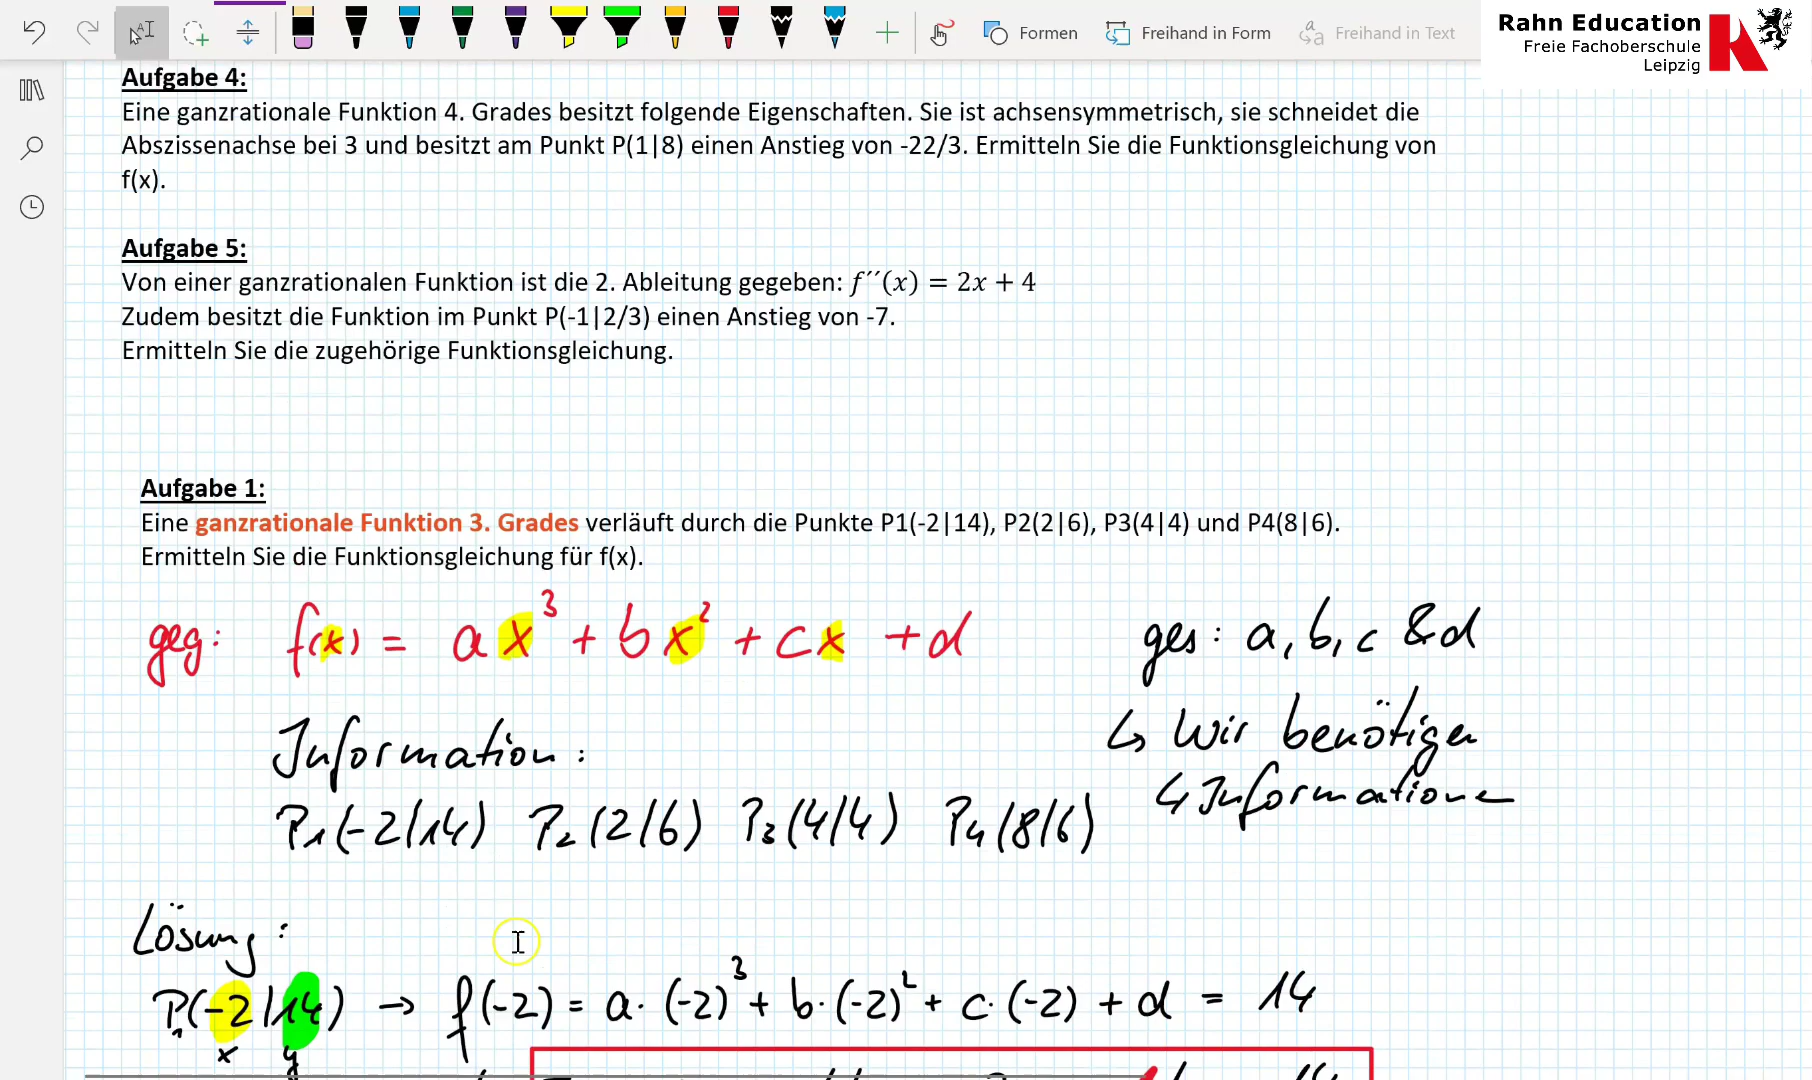 Formen
Freihand in Form
Freihand in Text
Rahn Education
Freie Fachoberschule
Leipzig
Aufgabe 4:
Eine ganzrationale Funktion 4. Grades besitzt folgende Eigenschaften. Sie ist achsensymmetrisch, sie schneidet die
Abszissenachse bei 3 und besitzt am Punkt P(1|8) einen Anstieg von -22/3. Ermitteln Sie die Funktionsgleichung von
f(x).
Aufgabe 5:
Von einer ganzrationalen Funktion ist die 2. Ableitung gegeben: f´´(x) = 2x + 4
Zudem besitzt die Funktion im Punkt P(-1|2/3) einen Anstieg von -7.
Ermitteln Sie die zugehörige Funktionsgleichung.
Aufgabe 1:
Eine ganzrationale Funktion 3. Grades verläuft durch die Punkte P1(-2|14), P2(2|6), P3(4|4) und P4(8|6).
Ermitteln Sie die Funktionsgleichung für f(x).
geg: f(x) = ax³ + bx² + cx + d
ges: a, b, c & d
↳ Wir benötigen
4 Informationen
Information:
P₁(-2/14) P₂(2/6) P₃(4/4) P₄(8/6)
Lösung:
P₁(-2/14) → f(-2) = a·(-2)³ + b·(-2)² + c·(-2) + d = 14
x y